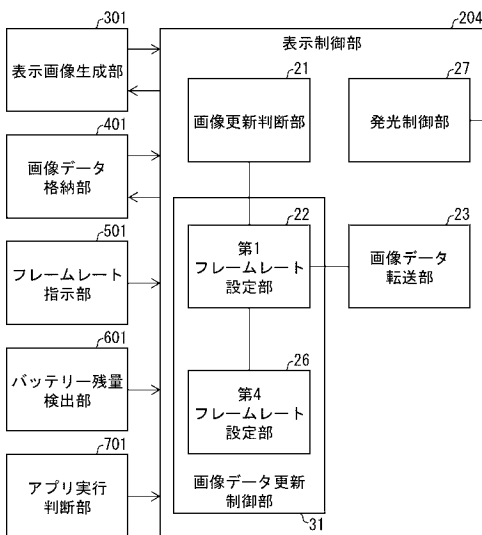 301
表示画像生成部
401
画像データ
格納部
501
フレームレート
指示部
601
バッテリー残量
検出部
701
アプリ実行
判断部
204
表示制御部
21
画像更新判断部
27
発光制御部
22
第1
フレームレート
設定部
23
画像データ
転送部
26
第4
フレームレート
設定部
画像データ更新
制御部
31